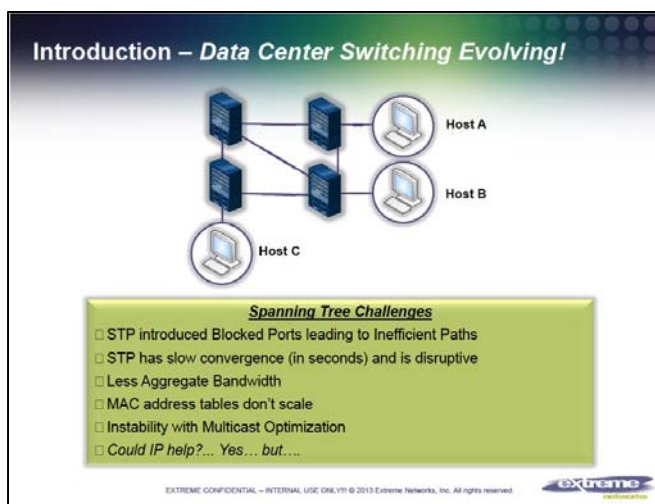 Introduction – Data Center Switching Evolving!
Host A
Host B
Host C
Spanning Tree Challenges
□ STP introduced Blocked Ports leading to Inefficient Paths
□ STP has slow convergence (in seconds) and is disruptive
□ Less Aggregate Bandwidth
□ MAC address tables don’t scale
□ Instability with Multicast Optimization
□ Could IP help?... Yes… but….
EXTREME CONFIDENTIAL – INTERNAL USE ONLY!!! © 2013 Extreme Networks, Inc. All rights reserved.
extreme
networks